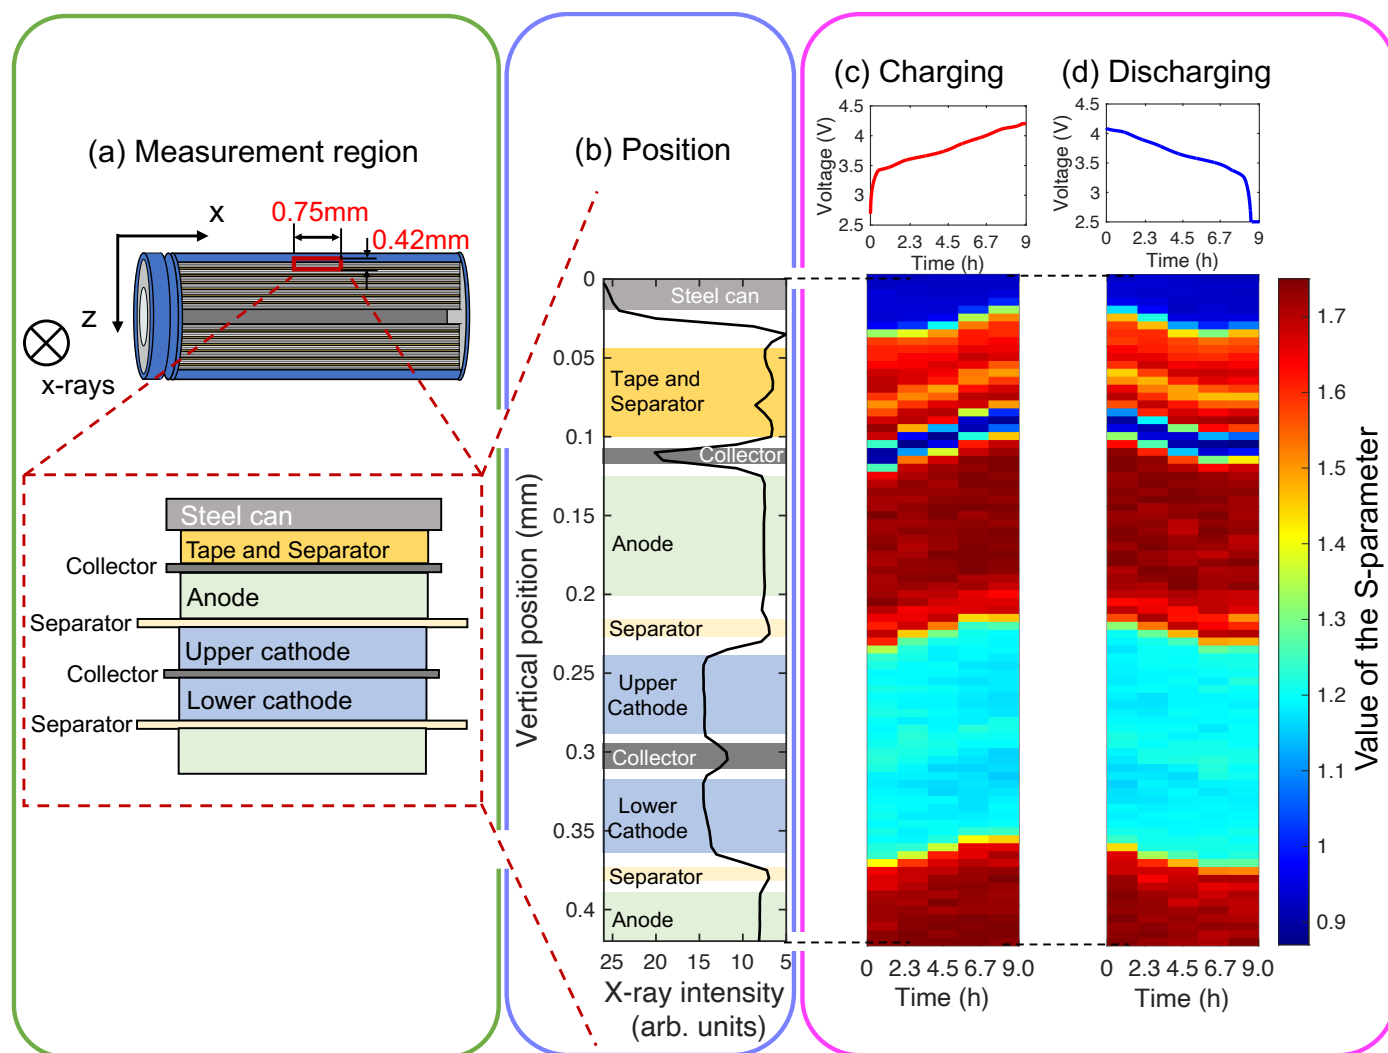 (a) Measurement region
x
0.75mm
0.42mm
z
x-rays
Steel can
Tape and Separator
Collector
Anode
Separator
Upper cathode
Collector
Lower cathode
Separator
(b) Position
Vertical position (mm)
0
0.05
0.1
0.15
0.2
0.25
0.3
0.35
0.4
Steel can
Tape and
Separator
Collector
Anode
Separator
Upper
Cathode
Collector
Lower
Cathode
Separator
Anode
25 20 15 10 5
X-ray intensity
(arb. units)
(c) Charging
Voltage (V)
4.5
4
3.5
3
2.5
0 2.3 4.5 6.7 9
Time (h)
(d) Discharging
Voltage (V)
4.5
4
3.5
3
2.5
0 2.3 4.5 6.7 9
Time (h)
0 2.3 4.5 6.7 9.0
Time (h)
0 2.3 4.5 6.7 9.0
Time (h)
1.7
1.6
1.5
1.4
1.3
1.2
1.1
1
0.9
Value of the S-parameter